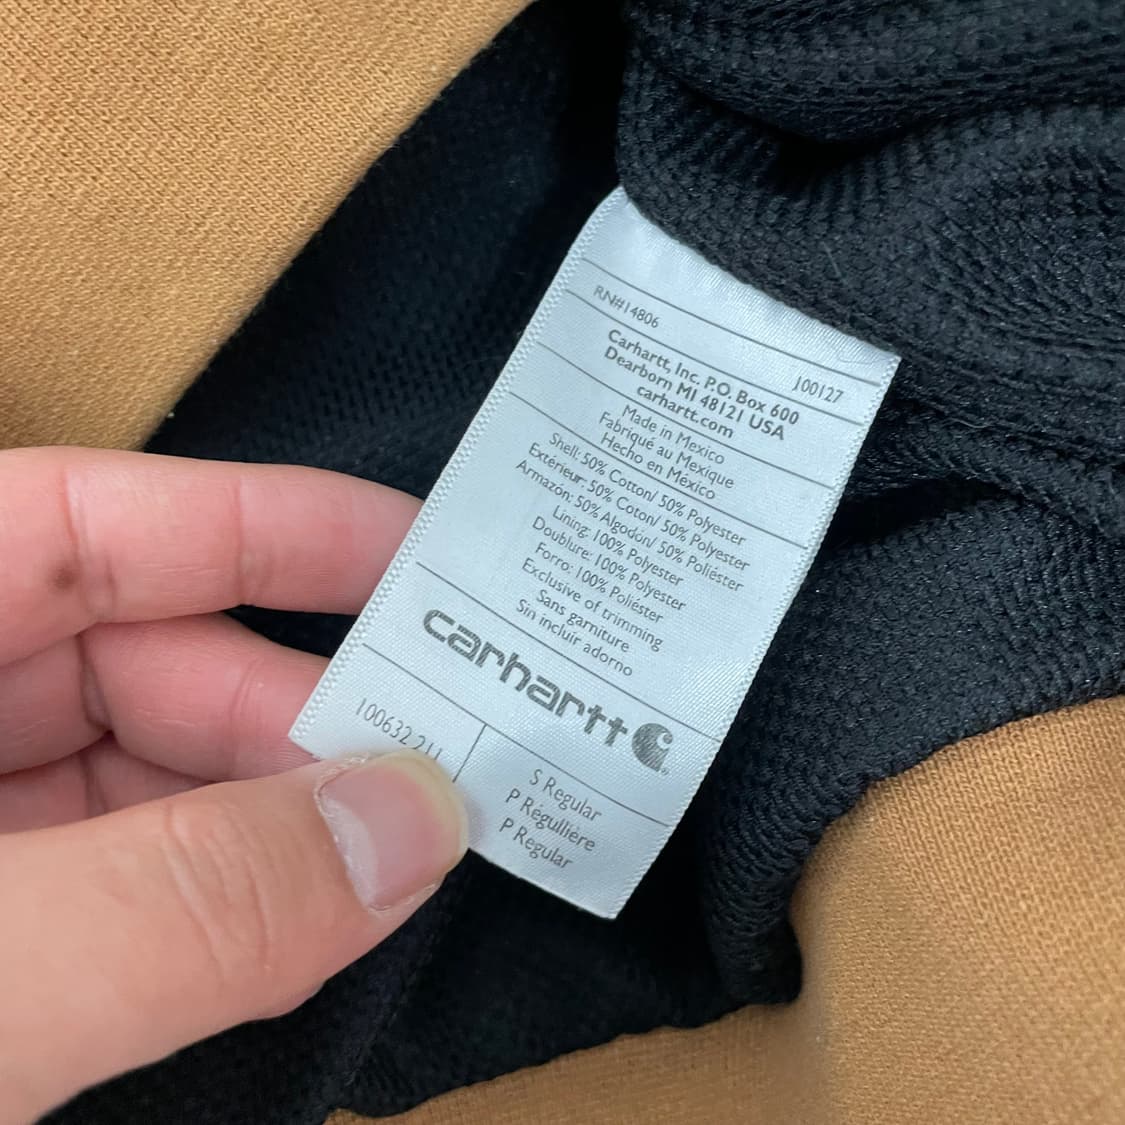 RN#14806
J00127
Carhartt, Inc. P.O. Box 600
Dearborn MI 48121 USA
carhartt.com
Made in Mexico
Fabriqué au Mexique
Hecho en México
Shell: 50% Cotton/ 50% Polyester
Extérieur: 50% Coton/ 50% Polyester
Armazón: 50% Algodón/ 50% Poliéster
Lining: 100% Polyester
Doublure: 100% Polyester
Forro: 100% Poliéster
Exclusive of trimming
Sans garniture
Sin incluir adorno
carhartt
100632 211
S Regular
P Régullière
P Regular